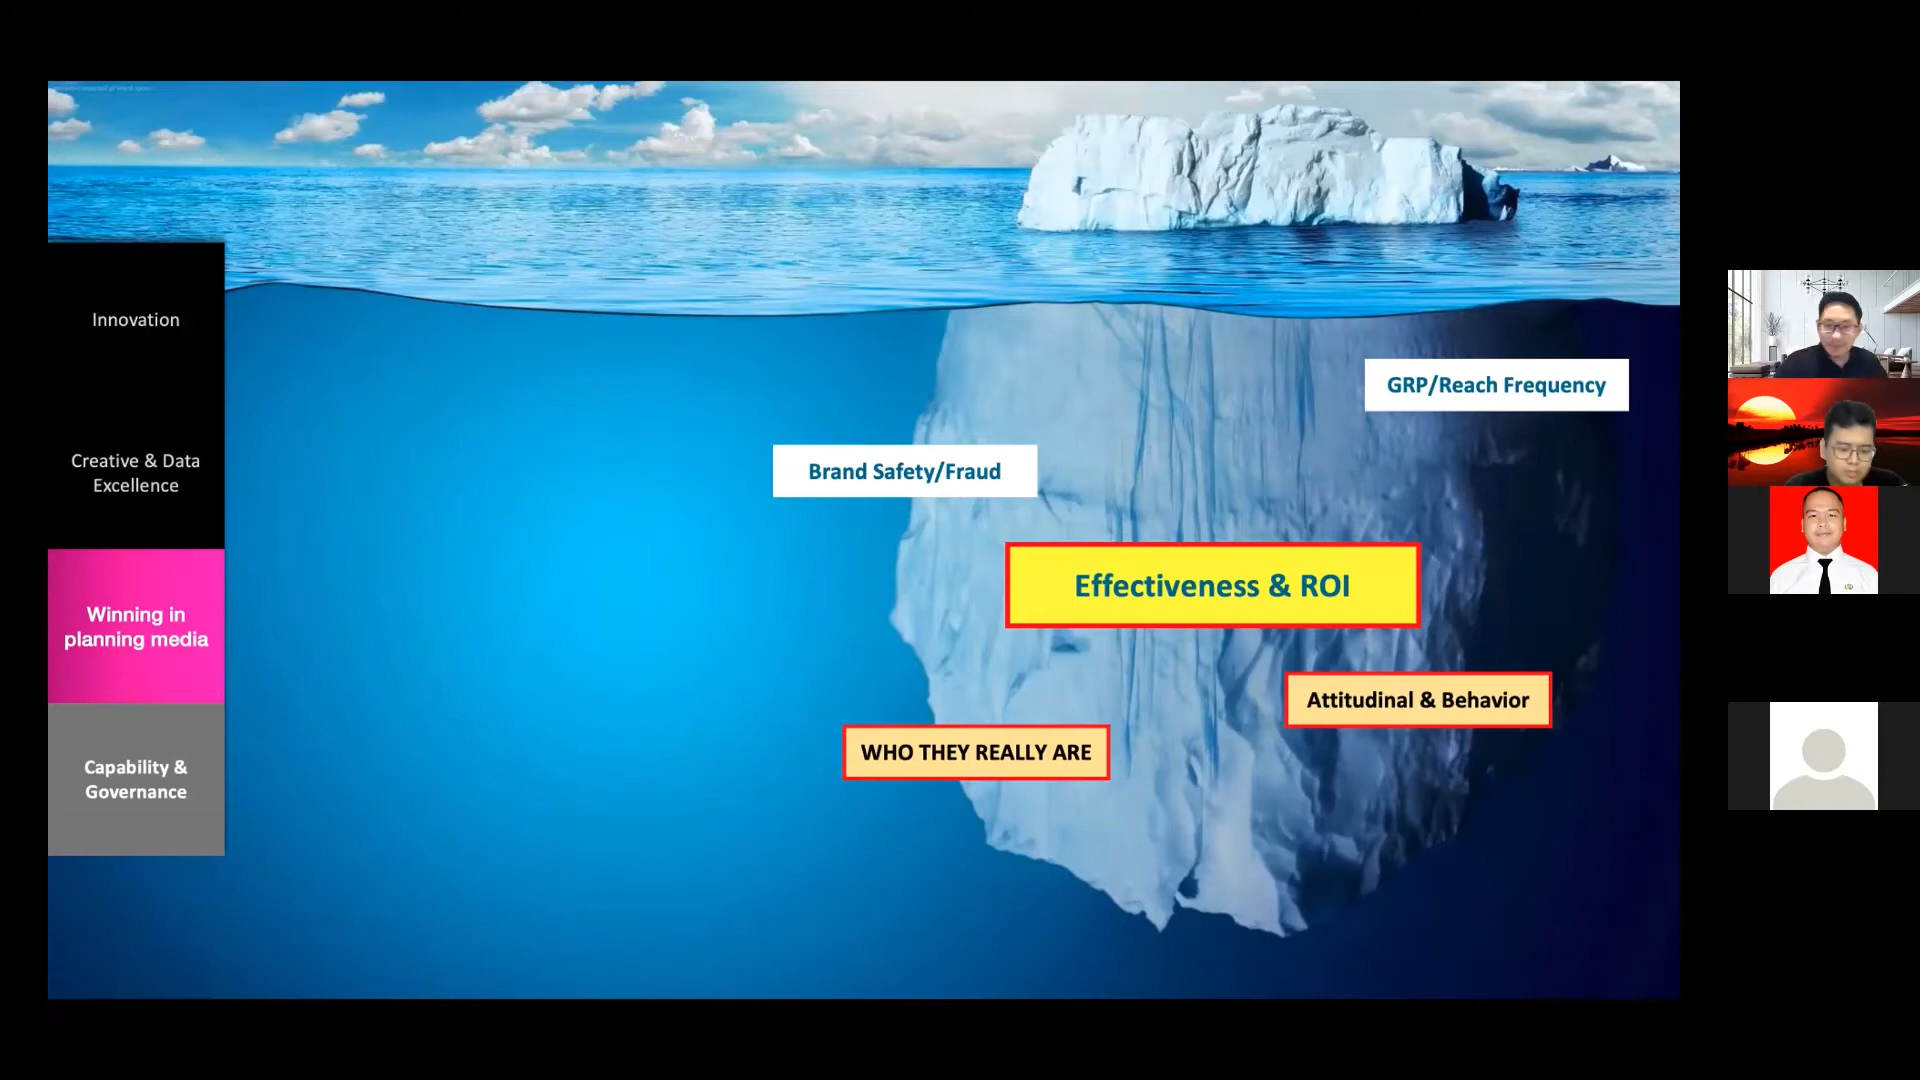 Innovation
Creative & Data
Excellence
Winning in
planning media
Capability &
Governance
GRP/Reach Frequency
Brand Safety/Fraud
Effectiveness & ROI
Attitudinal & Behavior
WHO THEY REALLY ARE